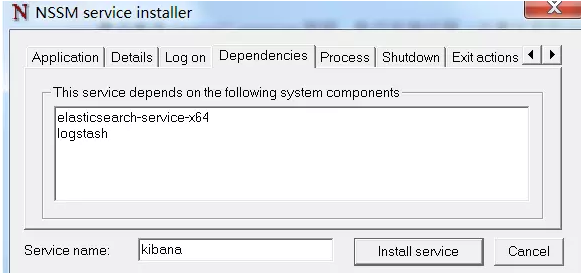 NSSM service installer
Application Details Log on Dependencies Process Shutdown Exit actions
This service depends on the following system components
elasticsearch-service-x64
logstash
Service name: kibana Install service Cancel